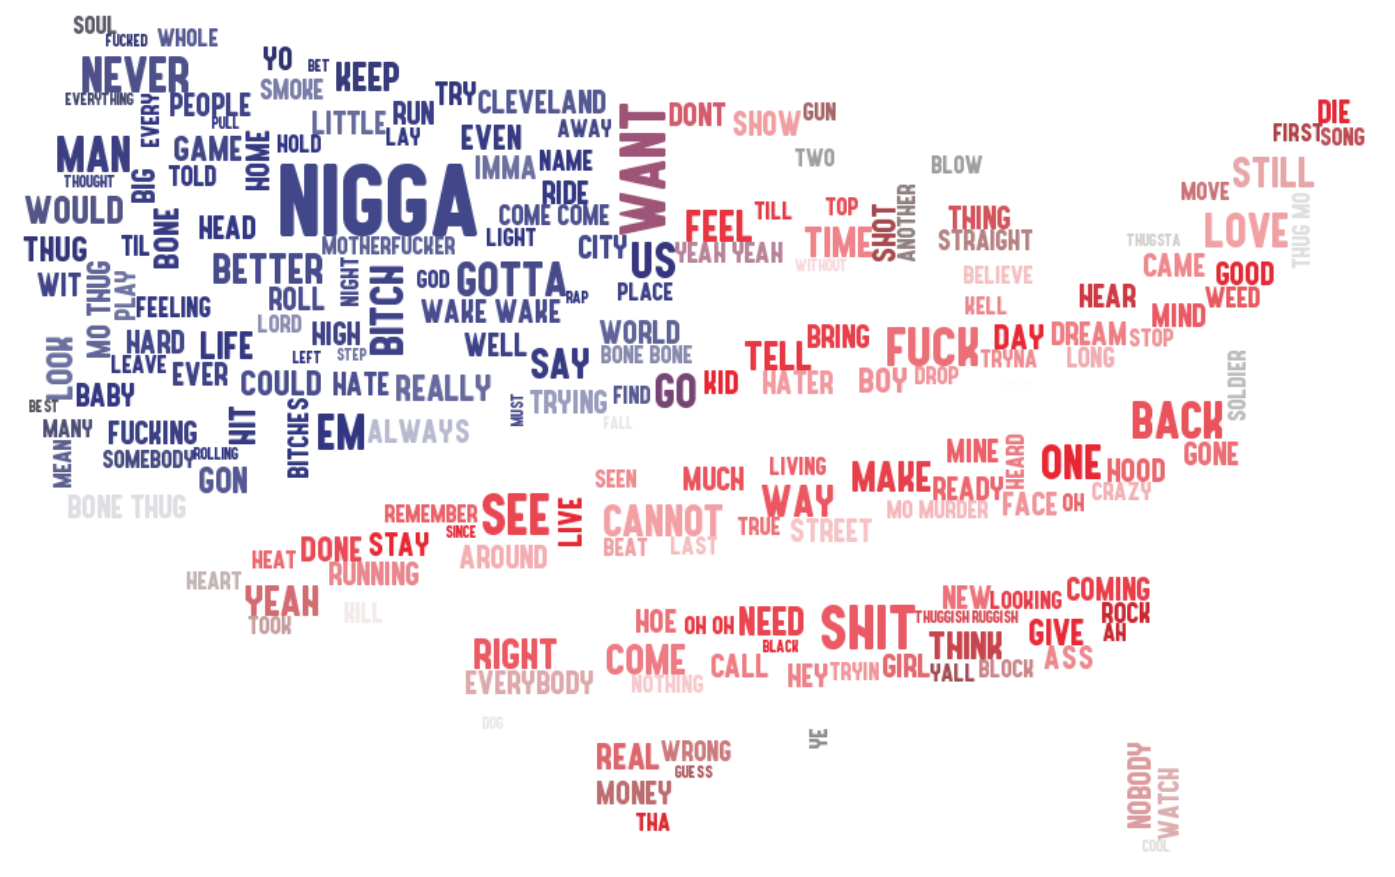 SOUL
FUCKED WHOLE
YO BET KEEP
NEVER SMOKE TRY CLEVELAND
EVERYTHING EVERY PEOPLE PULL LITTLE RUN LAY EVEN AWAY WANT DONT SHOW GUN DIE
FIRST SONG
MAN GAME HOME HOLD IMMA NAME TWO BLOW STILL
THOUGHT BIG TOLD NIGGA RIDE MOVE
WOULD BONE HEAD COME COME FEEL TILL TOP SHOT ANOTHER THING LOVE THUG MO
THUG TIL MOTHERFUCKER LIGHT CITY US YEAH YEAH TIME STRAIGHT THUGSTA
WIT MO THUG PLAY BETTER NIGHT BITCH GOD GOTTA WITHOUT BELIEVE CAME GOOD
FEELING ROLL WAKE WAKE RAP PLACE KELL HEAR WEED
LOOK HARD LORD HIGH WELL WORLD BRING FUCK DAY DREAM MIND STOP
LEAVE LIFE LEFT STEP SAY BONE BONE TELL TRYNA LONG
BABY EVER COULD HATE REALLY TRYING FIND GO KID HATER BOY DROP SOLDIER
BEST MANY FUCKING HIT BITCHES EM ALWAYS MUST FALL BACK
MEAN SOMEBODY ROLLING GON SEEN MUCH LIVING MAKE MINE HEARD ONE HOOD GONE
BONE THUG REMEMBER SINCE SEE LIVE CANNOT WAY READY FACE OH CRAZY
MO MURDER
HEAT DONE STAY AROUND BEAT LAST TRUE STREET
HEART RUNNING
YEAH KILL NEW LOOKING COMING
TOOK HOE OH OH NEED SHIT THUGGISH RUGGISH GIVE ROCK
AH
RIGHT COME BLACK CALL HEY TRYIN GIRL THINK YALL BLOCK ASS
EVERYBODY NOTHING
DOG
REAL WRONG YE NOBODY
GUESS
MONEY WATCH
THA
COOL